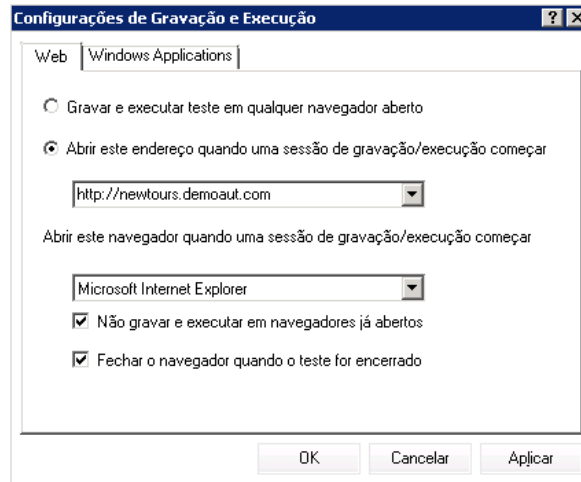 Configurações de Gravação e Execução
Web
Windows Applications
Gravar e executar teste em qualquer navegador aberto
Abrir este endereço quando uma sessão de gravação/execução começar
http://newtours.demoaut.com
Abrir este navegador quando uma sessão de gravação/execução começar
Microsoft Internet Explorer
Não gravar e executar em navegadores já abertos
Fechar o navegador quando o teste for encerrado
OK
Cancelar
Aplicar